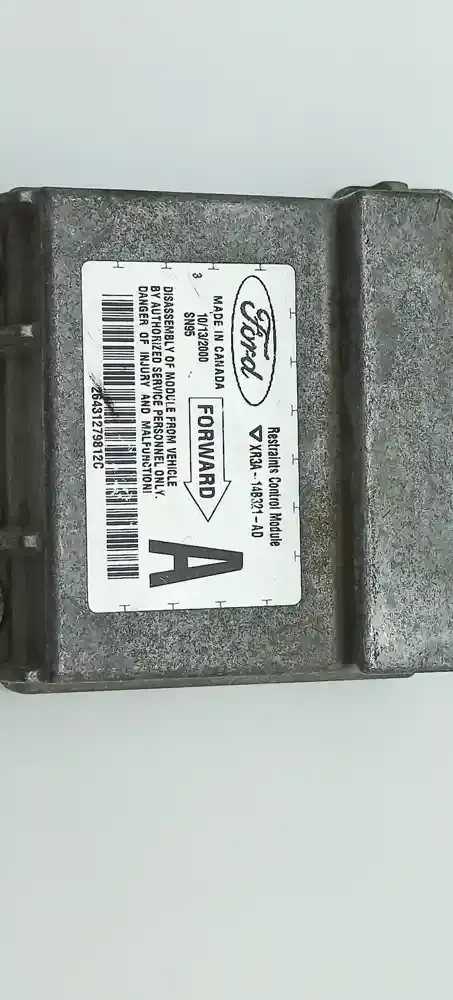 Ford
Restraints Control Module
XR3A-14B321-AD
MADE IN CANADA
10/13/2000
SN95
3
FORWARD
A
DISASSEMBLY OF MODULE FROM VEHICLE
BY AUTHORIZED SERVICE PERSONNEL ONLY.
DANGER OF INJURY AND MALFUNCTION!
26431279812C